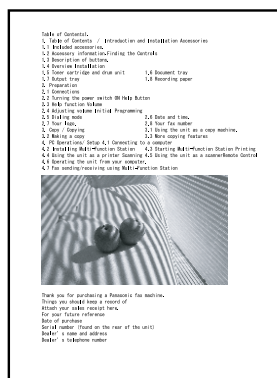 Table of Contents.
1. Table of Contents / Introduction and Installation Accessories
1.1 Included accessories.
1.2 Accessory information.Finding the Controls
1.3 Description of buttons.
1.4 Overview Installation
1.5 Toner cartridge and drum unit 1.6 Document tray
1.7 Output tray 1.8 Recording paper
2. Preparation
2.1 Connections
2.2 Turning the power switch ON Help Button
2.3 Help function Volume
2.4 Adjusting volume Initial Programming
2.5 Dialing mode 2.6 Date and time.
2.7 Your logo. 2.8 Your fax number
3. Copy / Copying 3.1 Using the unit as a copy machine.
3.2 Making a copy 3.3 More copying features
4. PC Operations/ Setup 4.1 Connecting to a computer
4.2 Installing Multi-Function Station 4.3 Starting Multi-Function Station Printing
4.4 Using the unit as a printer Scanning 4.5 Using the unit as a scannerRemote Control
4.6 Operating the unit from your computer.
4.7 Fax sending/receiving using Multi-Function Station
Thank you for purchasing a Panasonic fax machine.
Things you should keep a record of
Attach your sales receipt here.
For your future reference
Date of purchase
Serial number (found on the rear of the unit)
Dealer's name and address
Dealer's telephone number